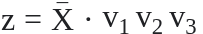 z = X̄ · v₁ v₂ v₃